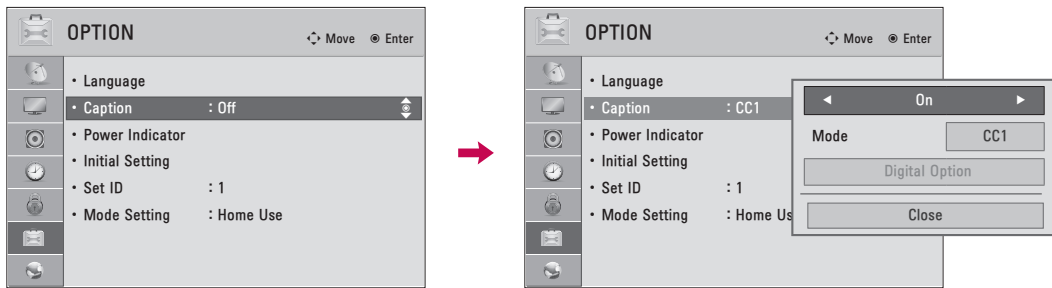 OPTION
Move Enter
• Language
• Caption : Off
• Power Indicator
• Initial Setting
• Set ID : 1
• Mode Setting : Home Use
OPTION
Move Enter
• Language
• Caption : CC1
• Power Indicator
• Initial Setting
• Set ID : 1
• Mode Setting : Home Us
◀ On ▶
Mode CC1
Digital Option
Close